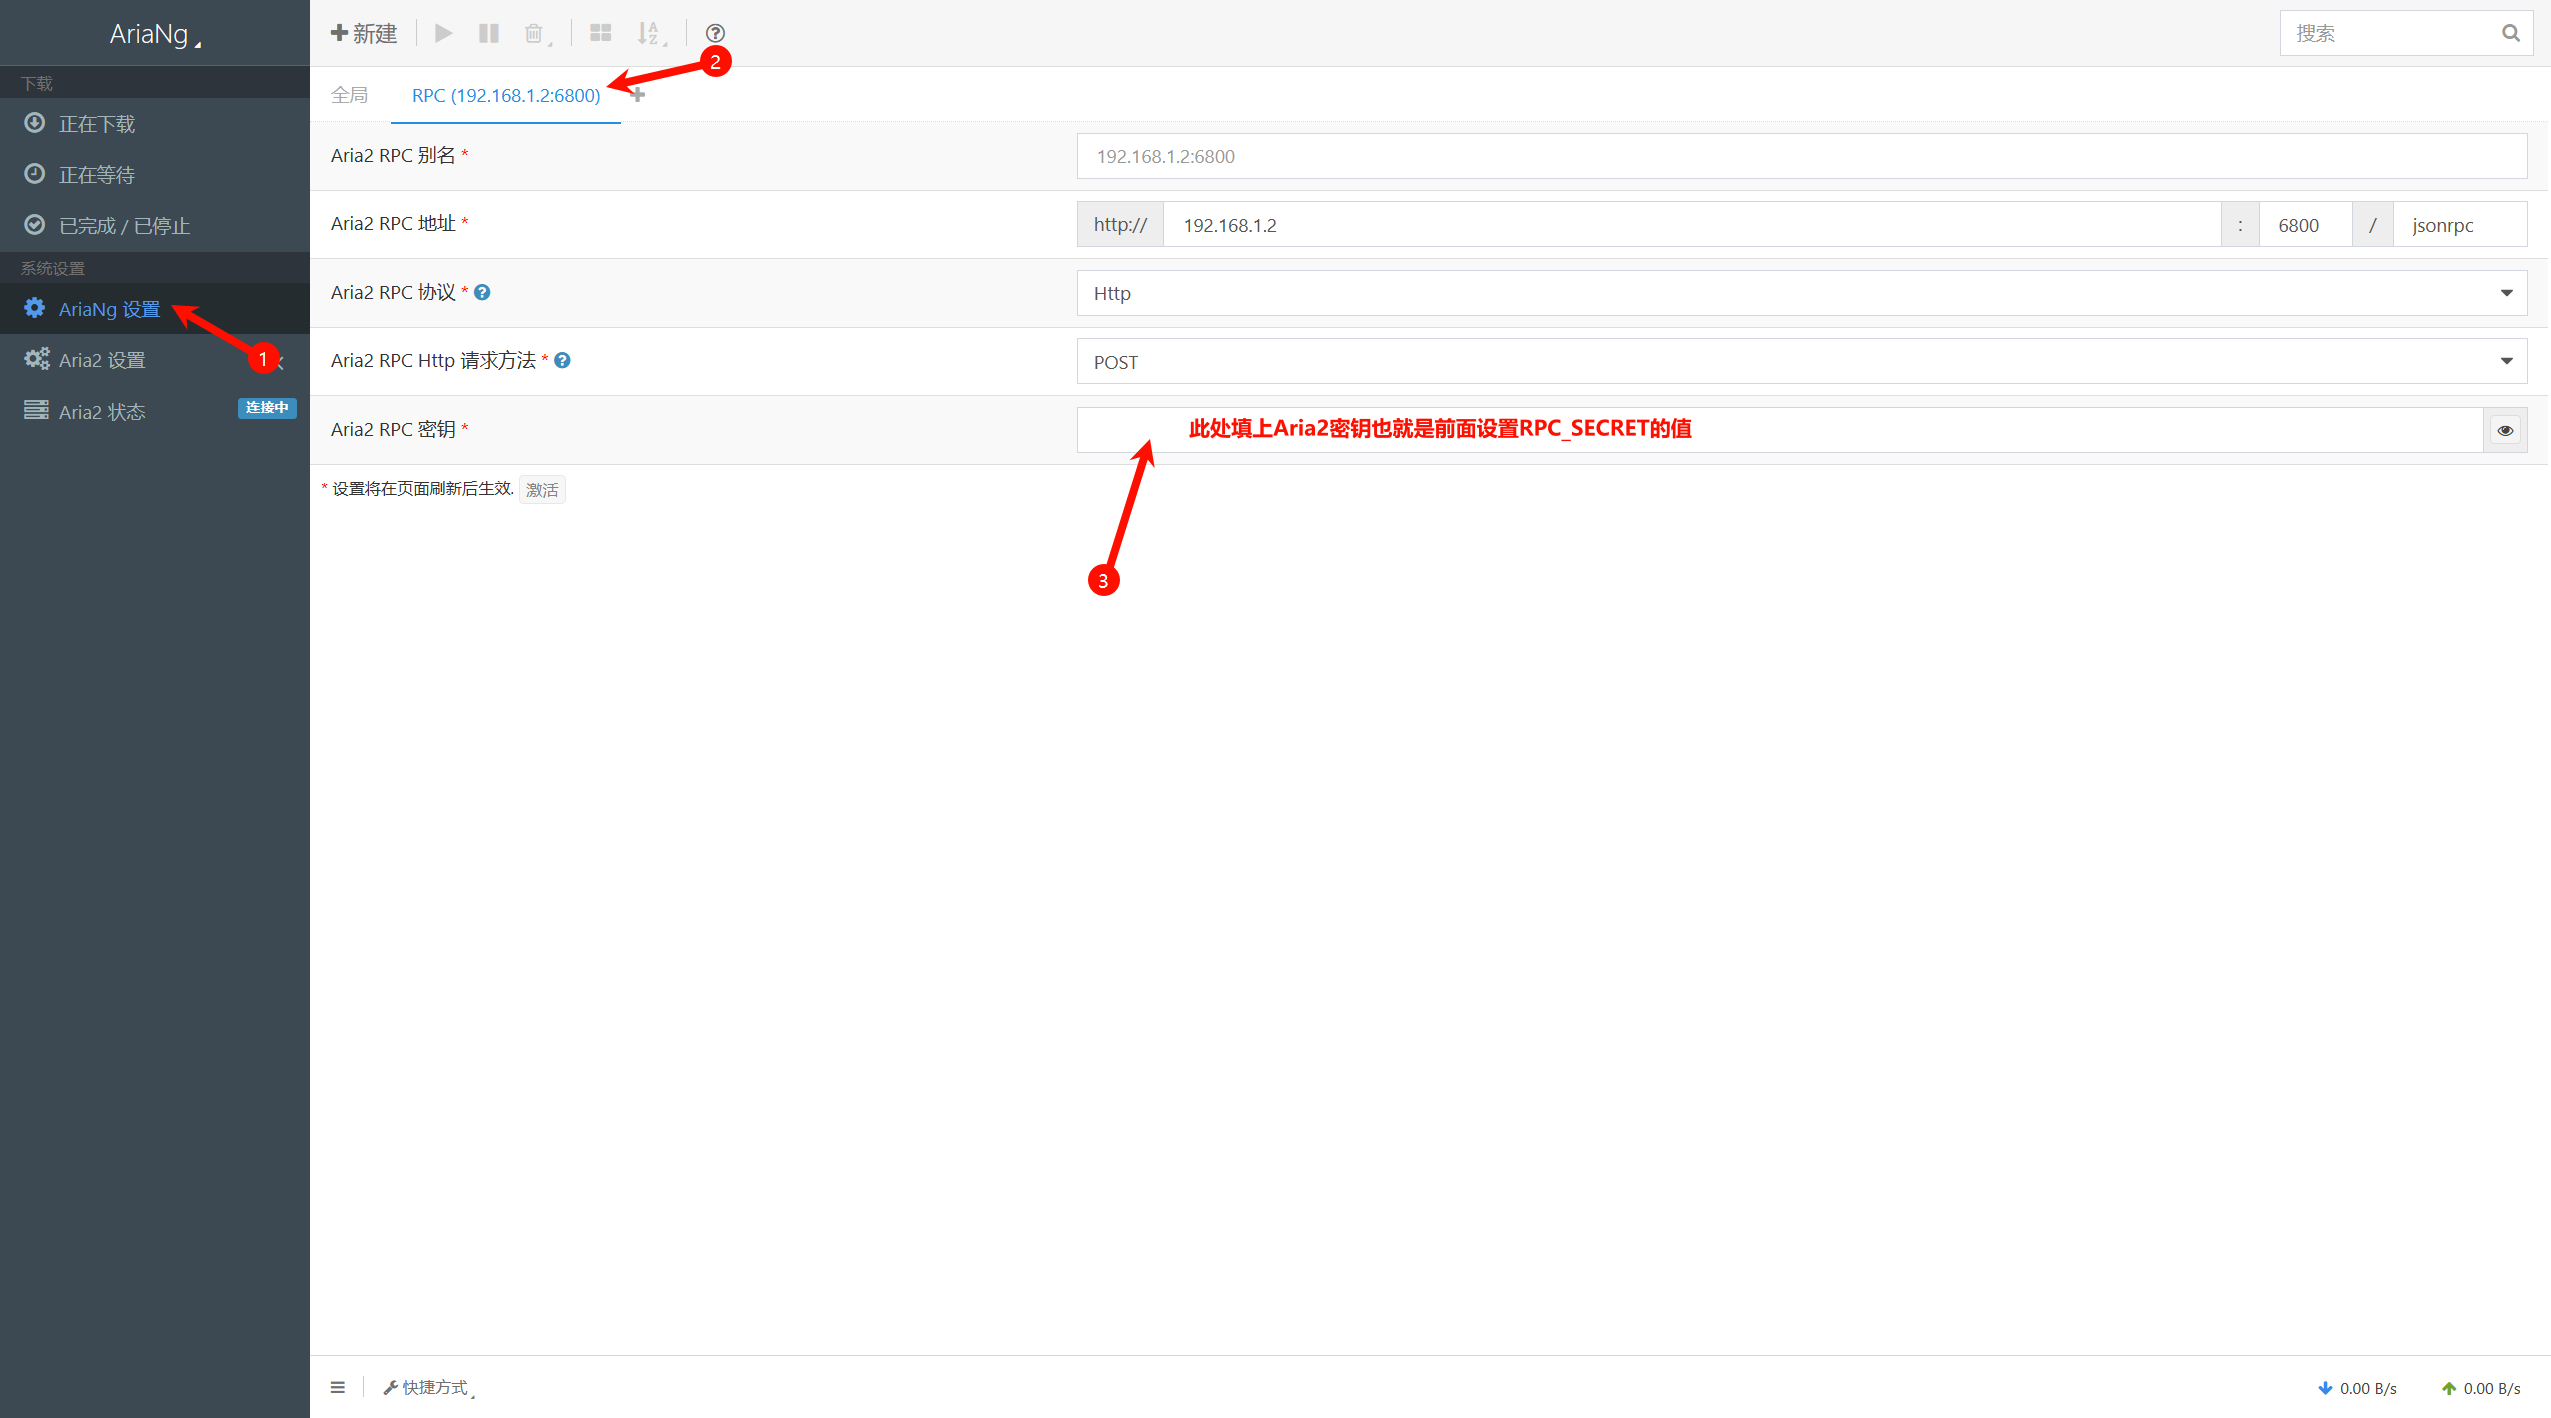 AriaNg
下载
正在下载
正在等待
已完成 / 已停止
系统设置
AriaNg 设置
1
Aria2 设置
Aria2 状态
连接中
新建
搜索
2
全局
RPC (192.168.1.2:6800)
Aria2 RPC 别名 *
192.168.1.2:6800
Aria2 RPC 地址 *
http:// 192.168.1.2 : 6800 / jsonrpc
Aria2 RPC 协议 *
Http
Aria2 RPC Http 请求方法 *
POST
Aria2 RPC 密钥 *
此处填上Aria2密钥也就是前面设置RPC_SECRET的值
* 设置将在页面刷新后生效. 激活
3
快捷方式
0.00 B/s
0.00 B/s